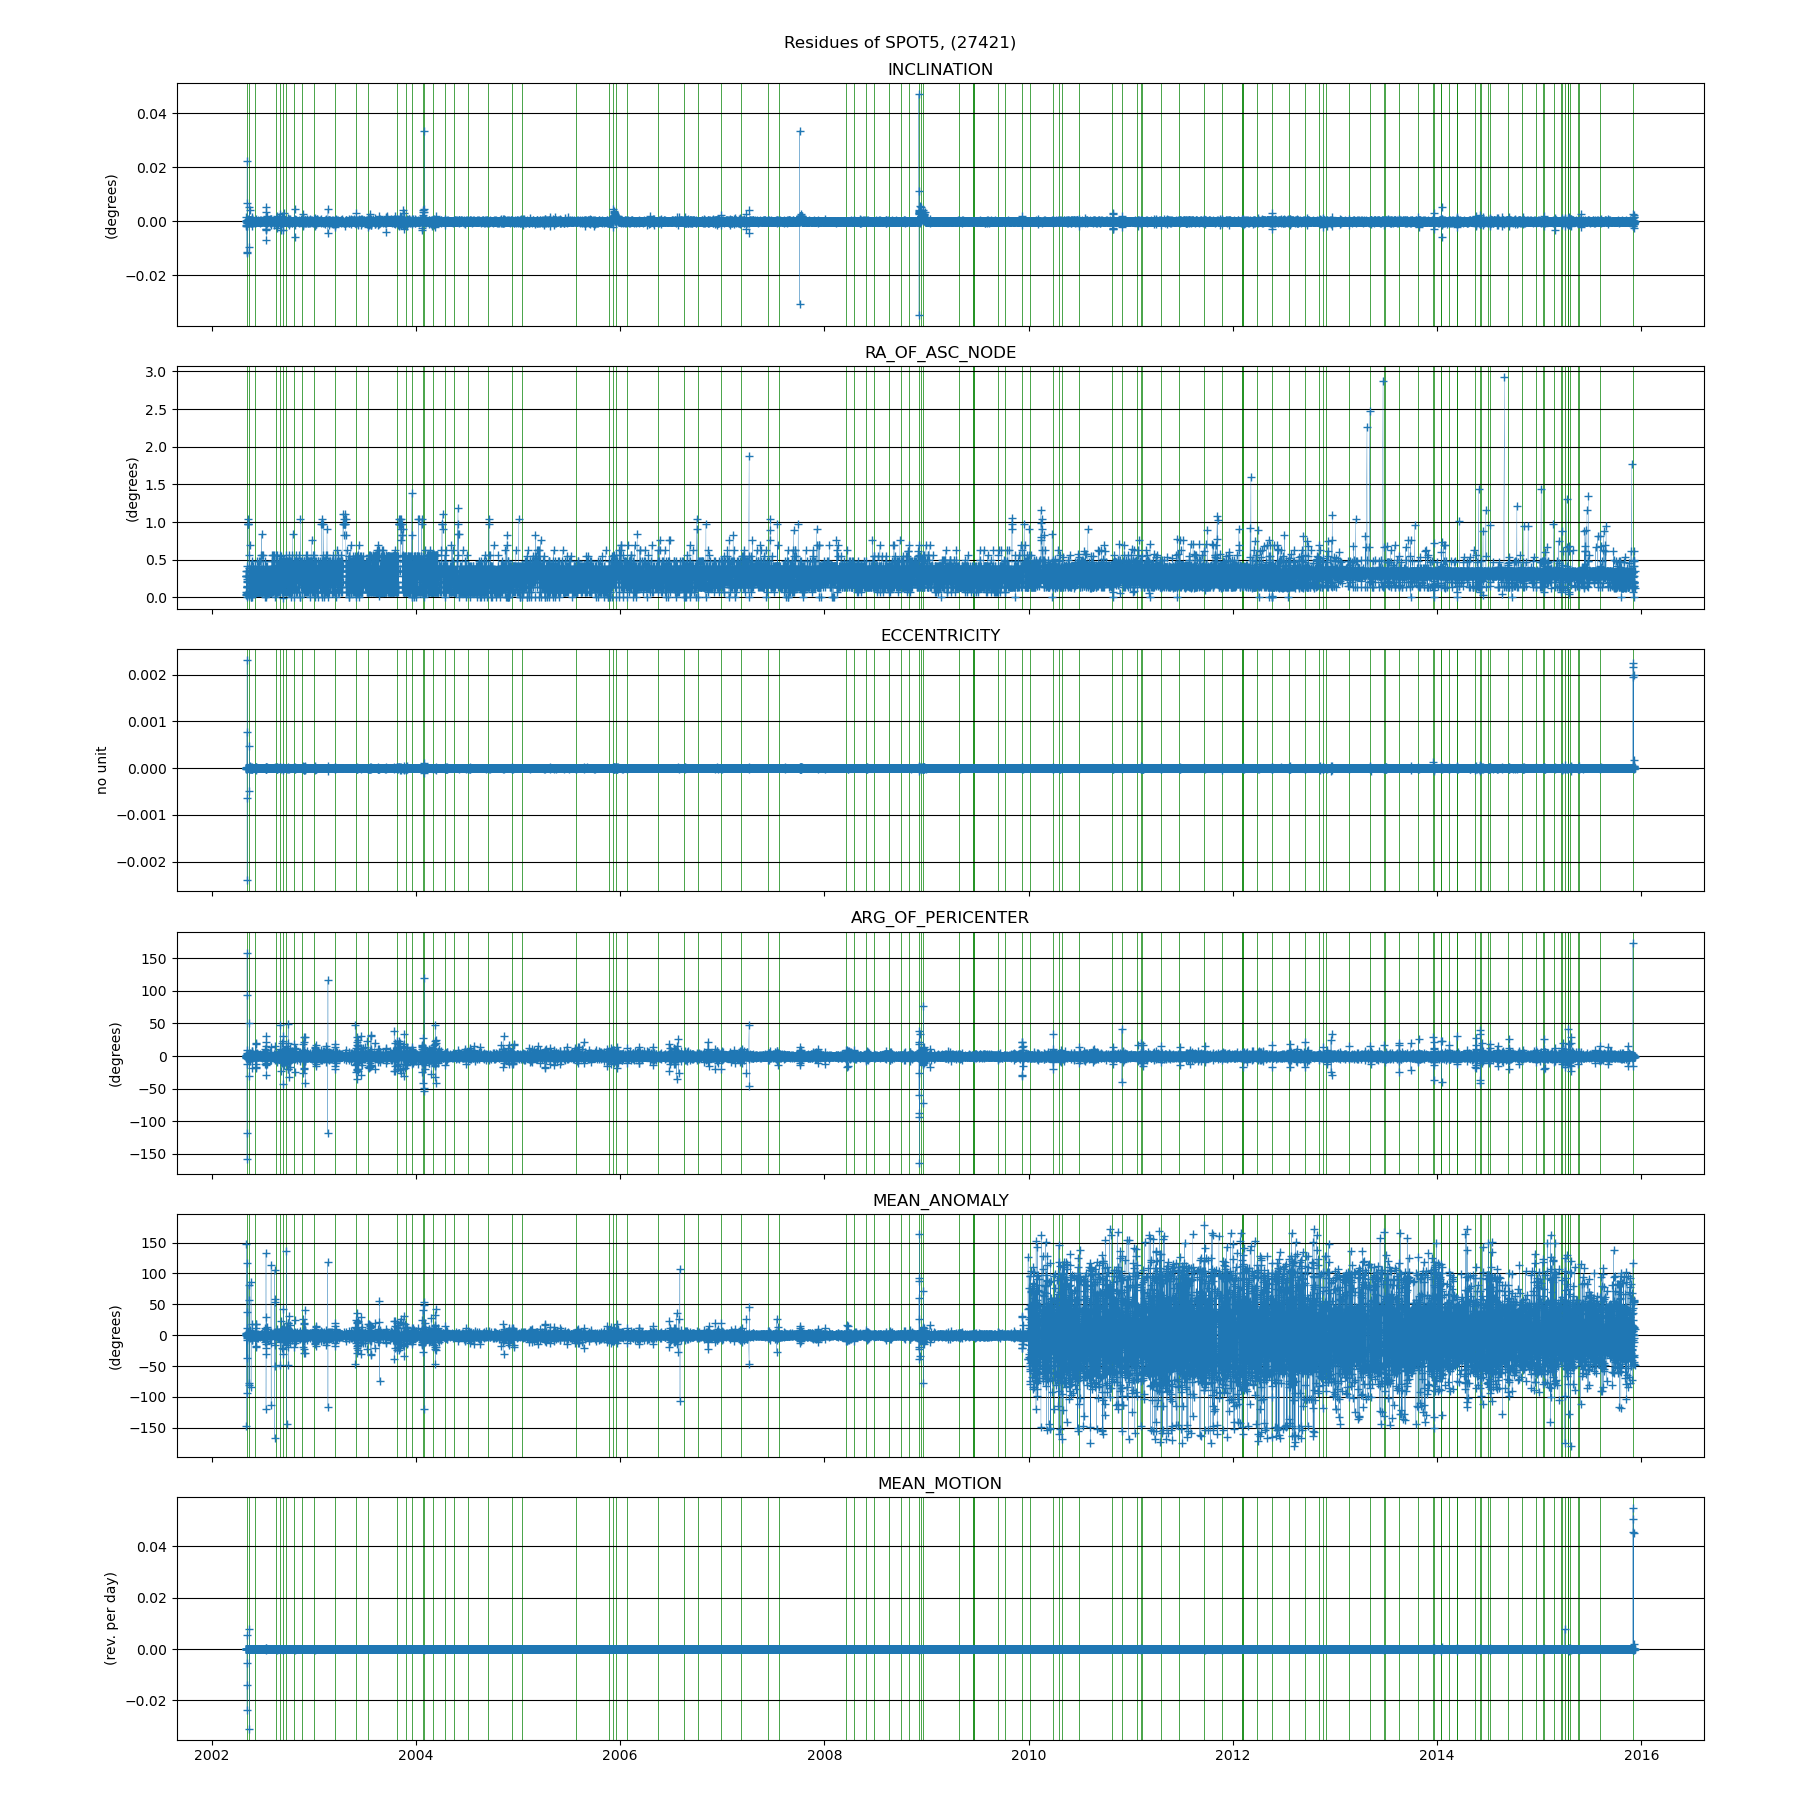 Residues of SPOT5, (27421)
INCLINATION
0.04
0.02
0.00
−0.02
(degrees)
RA_OF_ASC_NODE
3.0
2.5
2.0
1.5
1.0
0.5
0.0
(degrees)
ECCENTRICITY
0.002
0.001
0.000
−0.001
−0.002
no unit
ARG_OF_PERICENTER
150
100
50
0
−50
−100
−150
(degrees)
MEAN_ANOMALY
150
100
50
0
−50
−100
−150
(degrees)
MEAN_MOTION
0.04
0.02
0.00
−0.02
(rev. per day)
2002 2004 2006 2008 2010 2012 2014 2016